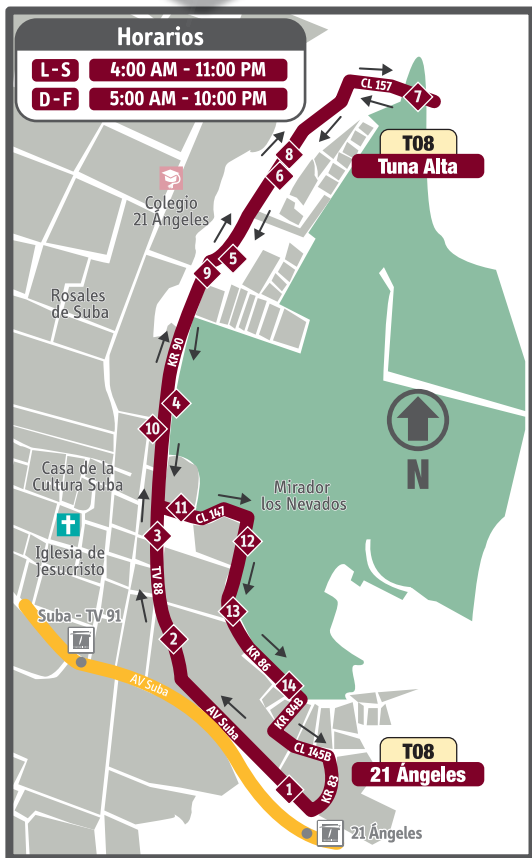 Horarios
L-S 4:00 AM - 11:00 PM
D-F 5:00 AM - 10:00 PM
CL 157
7
T08
Tuna Alta
8
6
Colegio
21 Ángeles
5
9
Rosales
de Suba
KR 90
4
10
N
Casa de la
Cultura Suba
Mirador
los Nevados
11
CL 147
12
3
Iglesia de
Jesucristo
TV 88
13
Suba - TV 91
2
KR 86
14
AV Suba
KR 84B
AV Suba
CL 145B
T08
21 Ángeles
KR 83
1
21 Ángeles